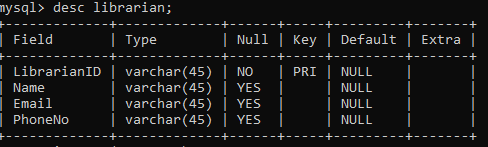 mysql> desc librarian;
+-------------+-------------+------+-----+---------+-------+
| Field | Type | Null | Key | Default | Extra |
+-------------+-------------+------+-----+---------+-------+
| LibrarianID | varchar(45) | NO | PRI | NULL | |
| Name | varchar(45) | YES | | NULL | |
| Email | varchar(45) | YES | | NULL | |
| PhoneNo | varchar(45) | YES | | NULL | |
+-------------+-------------+------+-----+---------+-------+